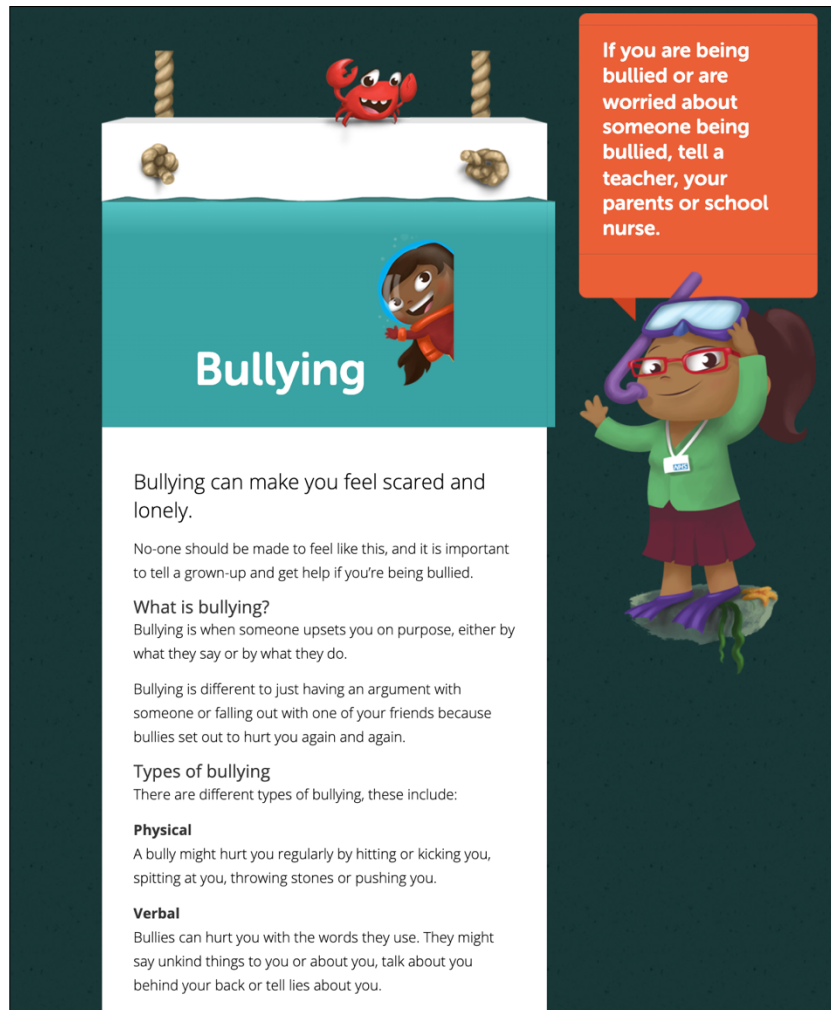 If you are being
bullied or are
worried about
someone being
bullied, tell a
teacher, your
parents or school
nurse.
Bullying
NHS
Bullying can make you feel scared and
lonely.
No-one should be made to feel like this, and it is important
to tell a grown-up and get help if you’re being bullied.
What is bullying?
Bullying is when someone upsets you on purpose, either by
what they say or by what they do.
Bullying is different to just having an argument with
someone or falling out with one of your friends because
bullies set out to hurt you again and again.
Types of bullying
There are different types of bullying, these include:
Physical
A bully might hurt you regularly by hitting or kicking you,
spitting at you, throwing stones or pushing you.
Verbal
Bullies can hurt you with the words they use. They might
say unkind things to you or about you, talk about you
behind your back or tell lies about you.